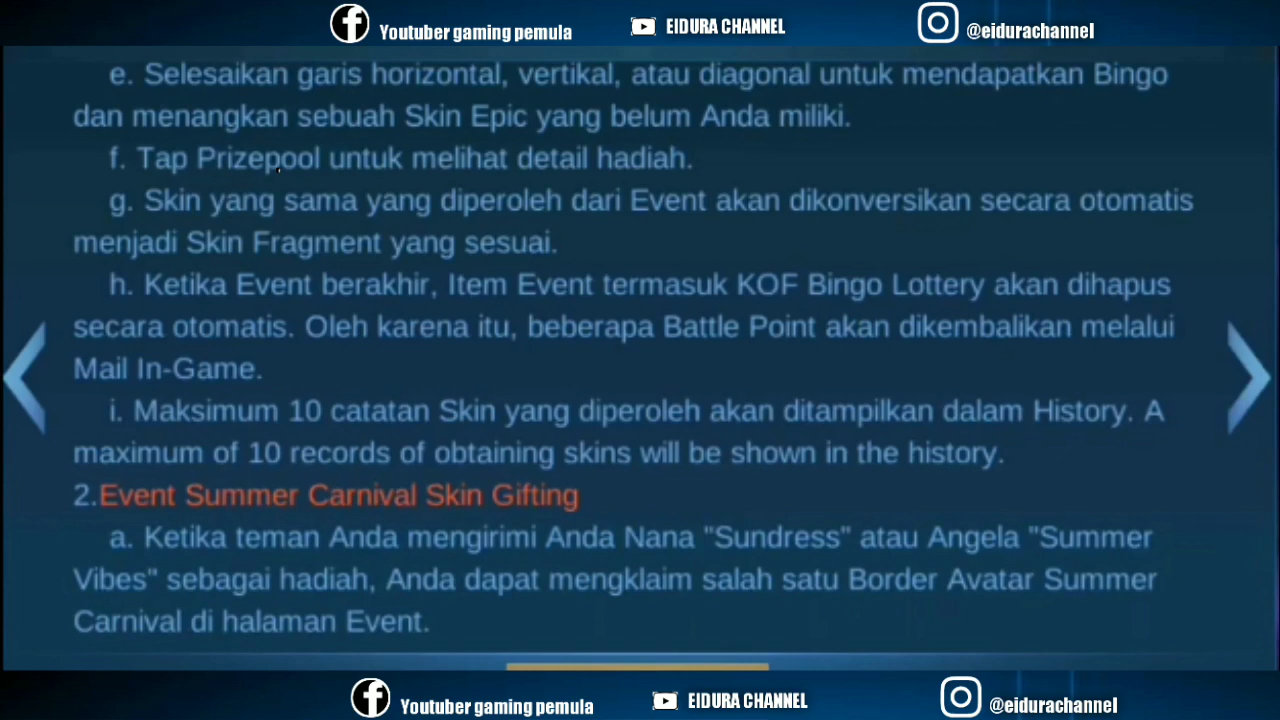 Youtuber gaming pemula EIDURA CHANNEL @eidurachannel
e. Selesaikan garis horizontal, vertikal, atau diagonal untuk mendapatkan Bingo
dan menangkan sebuah Skin Epic yang belum Anda miliki.
f. Tap Prizepool untuk melihat detail hadiah.
g. Skin yang sama yang diperoleh dari Event akan dikonversikan secara otomatis
menjadi Skin Fragment yang sesuai.
h. Ketika Event berakhir, Item Event termasuk KOF Bingo Lottery akan dihapus
secara otomatis. Oleh karena itu, beberapa Battle Point akan dikembalikan melalui
Mail In-Game.
i. Maksimum 10 catatan Skin yang diperoleh akan ditampilkan dalam History. A
maximum of 10 records of obtaining skins will be shown in the history.
2.Event Summer Carnival Skin Gifting
a. Ketika teman Anda mengirimi Anda Nana "Sundress" atau Angela "Summer
Vibes" sebagai hadiah, Anda dapat mengklaim salah satu Border Avatar Summer
Carnival di halaman Event.
Youtuber gaming pemula EIDURA CHANNEL @eidurachannel